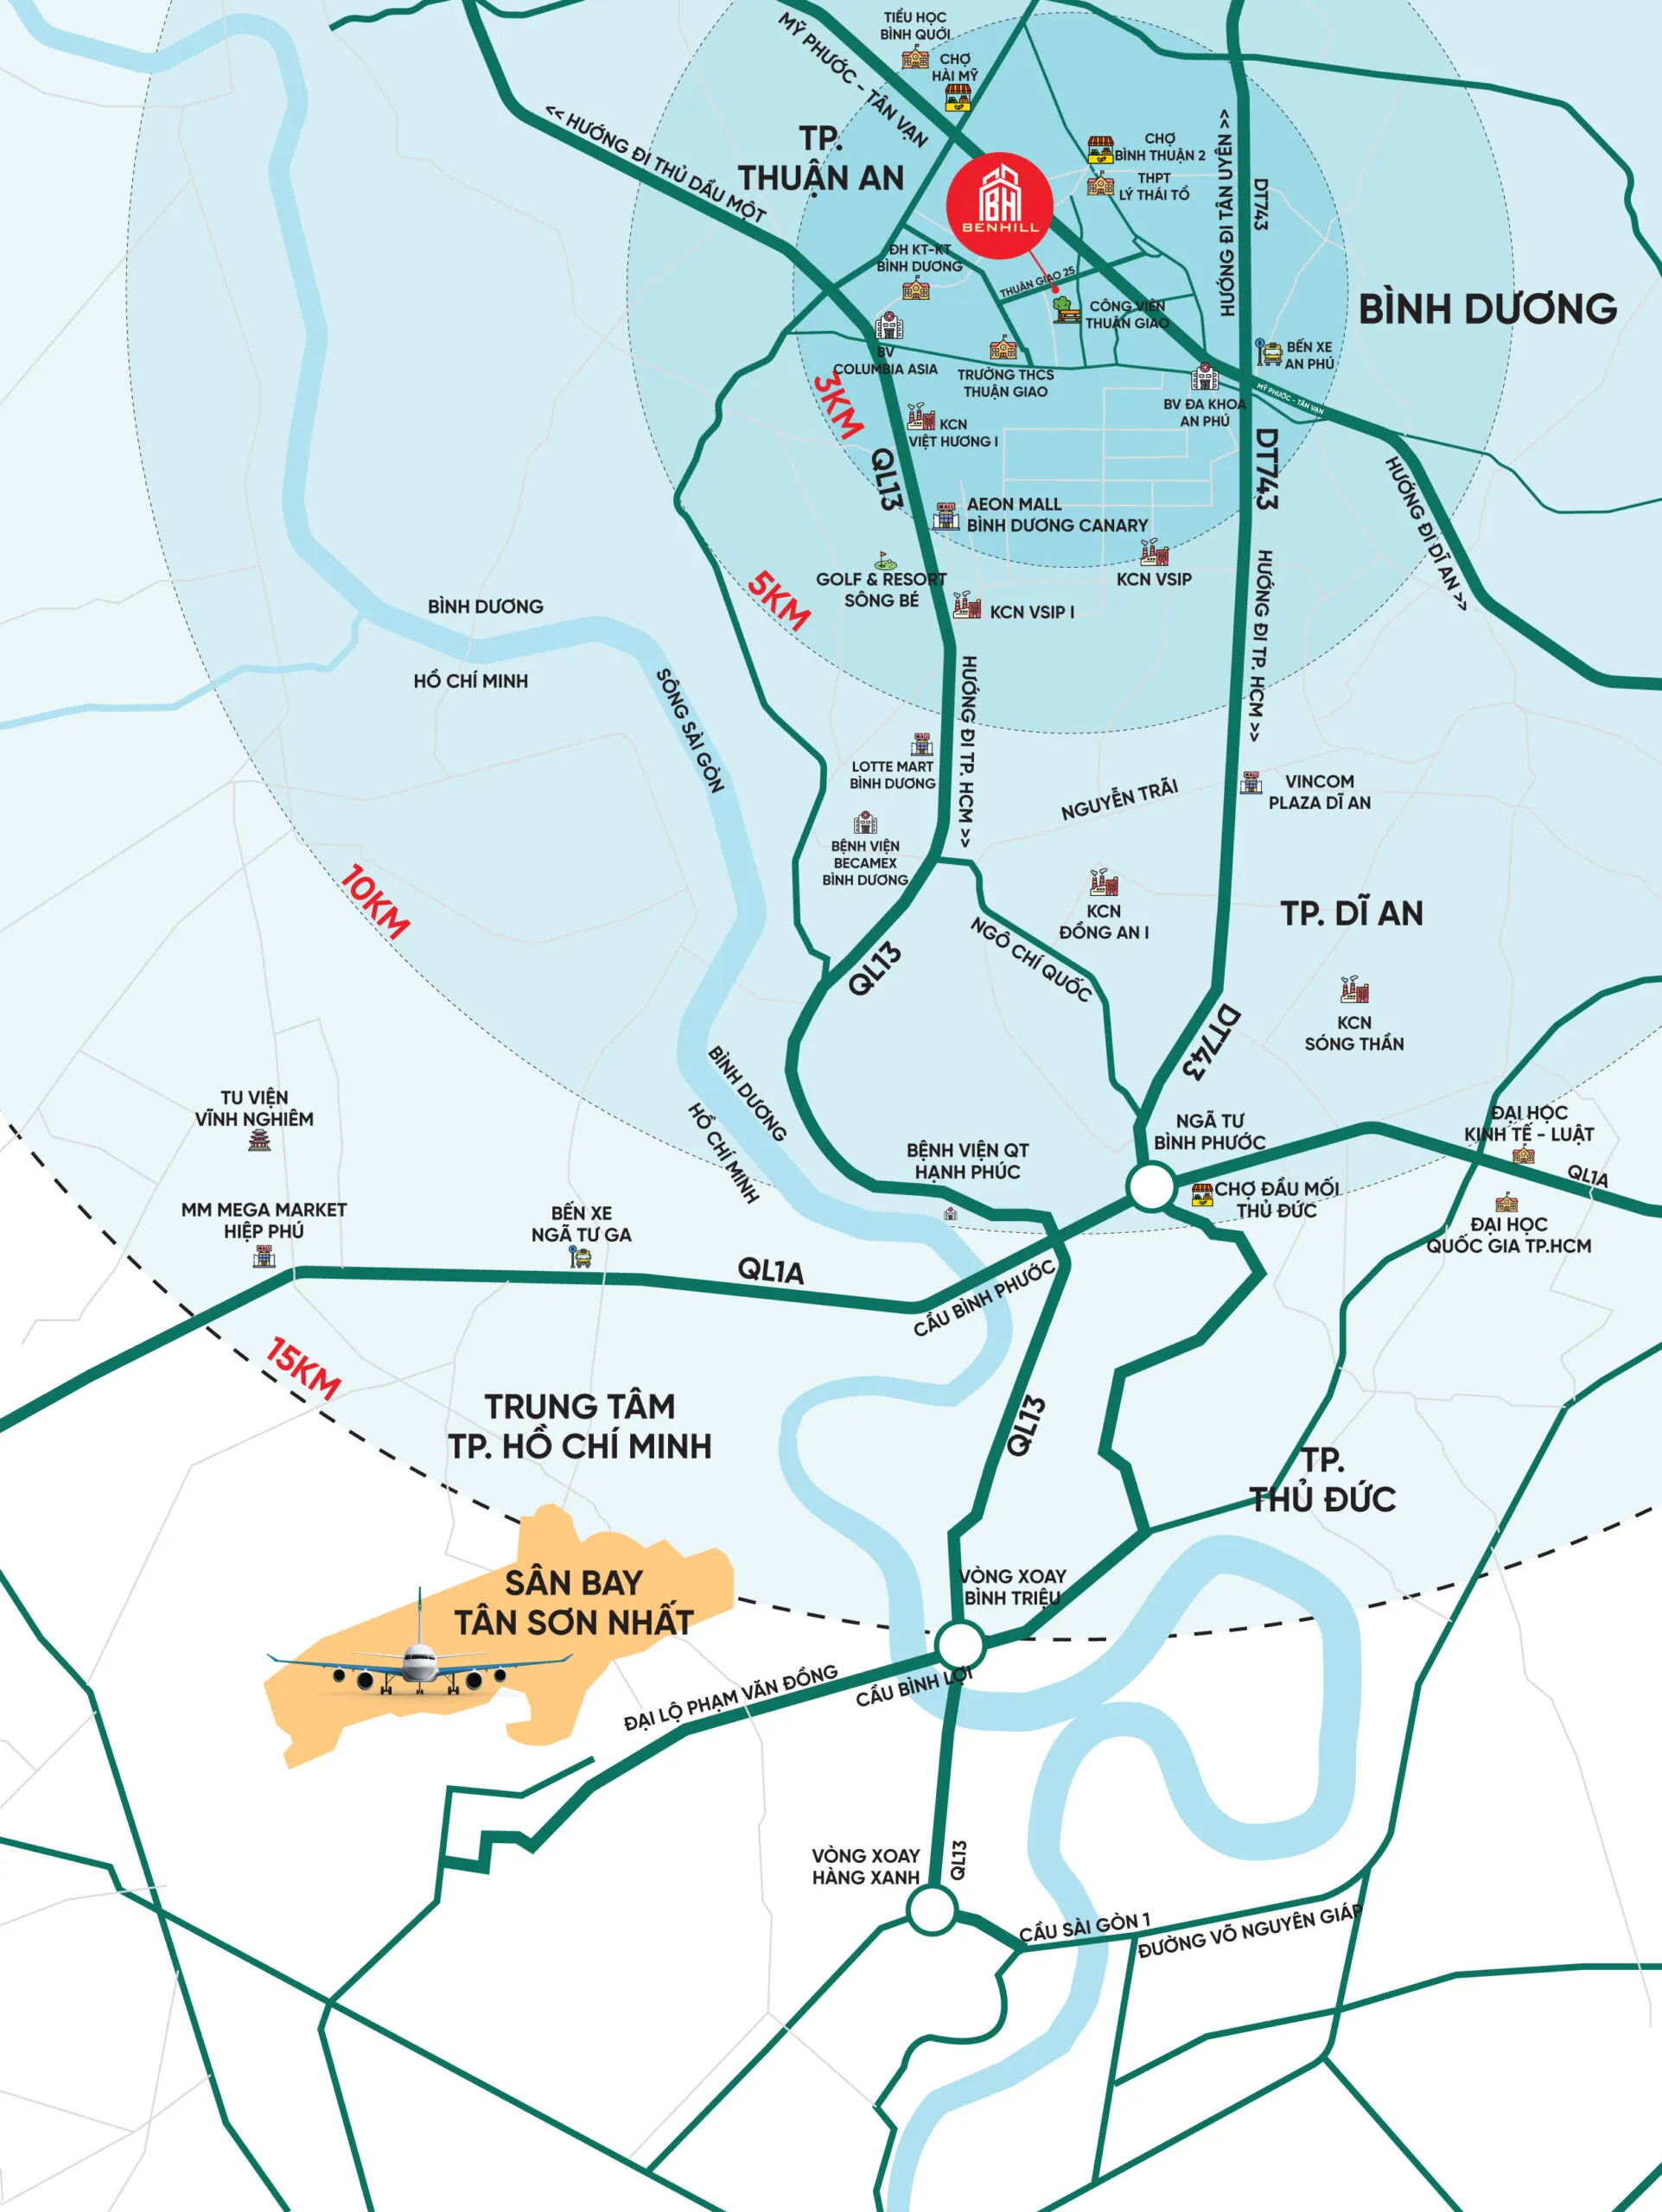 TIỂU HỌC
BÌNH QUỚI
CHỢ
HÀI MỸ
MỸ PHƯỚC - TÂN VẠN
<< HƯỚNG ĐI THỦ DẦU MỘT
TP.
THUẬN AN
BH
BENHILL
CHỢ
BÌNH THUẬN 2
THPT
LÝ THÁI TỔ
HƯỚNG ĐI TÂN UYÊN >>
DT743
ĐH KT-KT
BÌNH DƯƠNG
THUẬN GIAO 25
CÔNG VIÊN
THUẬN GIAO
BÌNH DƯƠNG
BV
COLUMBIA ASIA
TRƯỜNG THCS
THUẬN GIAO
BẾN XE
AN PHÚ
MỸ PHƯỚC - TÂN VẠN
BV ĐA KHOA
AN PHÚ
3KM
KCN
VIỆT HƯƠNG I
QL13
DT743
HƯỚNG ĐI DĨ AN >>
AEON MALL
BÌNH DƯƠNG CANARY
GOLF & RESORT
SÔNG BÉ
KCN VSIP
KCN VSIP I
5KM
BÌNH DƯƠNG
HỒ CHÍ MINH
SÔNG SÀI GÒN
HƯỚNG ĐI TP. HCM >>
HƯỚNG ĐI TP. HCM >>
LOTTE MART
BÌNH DƯƠNG
NGUYỄN TRÃI
VINCOM
PLAZA DĨ AN
BỆNH VIỆN
BECAMEX
BÌNH DƯƠNG
10KM
KCN
ĐỒNG AN I
TP. DĨ AN
NGÔ CHÍ QUỐC
QL13
KCN
SÓNG THẦN
DT743
BÌNH DƯƠNG
HỒ CHÍ MINH
TU VIỆN
VĨNH NGHIÊM
NGÃ TƯ
BÌNH PHƯỚC
ĐẠI HỌC
KINH TẾ - LUẬT
BỆNH VIỆN QT
HẠNH PHÚC
QL1A
CHỢ ĐẦU MỐI
THỦ ĐỨC
MM MEGA MARKET
HIỆP PHÚ
BẾN XE
NGÃ TƯ GA
ĐẠI HỌC
QUỐC GIA TP.HCM
QL1A
CẦU BÌNH PHƯỚC
15KM
TRUNG TÂM
TP. HỒ CHÍ MINH
QL13
TP.
THỦ ĐỨC
SÂN BAY
TÂN SƠN NHẤT
VÒNG XOAY
BÌNH TRIỆU
ĐẠI LỘ PHẠM VĂN ĐỒNG
CẦU BÌNH LỢI
VÒNG XOAY
HÀNG XANH
QL13
CẦU SÀI GÒN 1
ĐƯỜNG VÕ NGUYÊN GIÁP